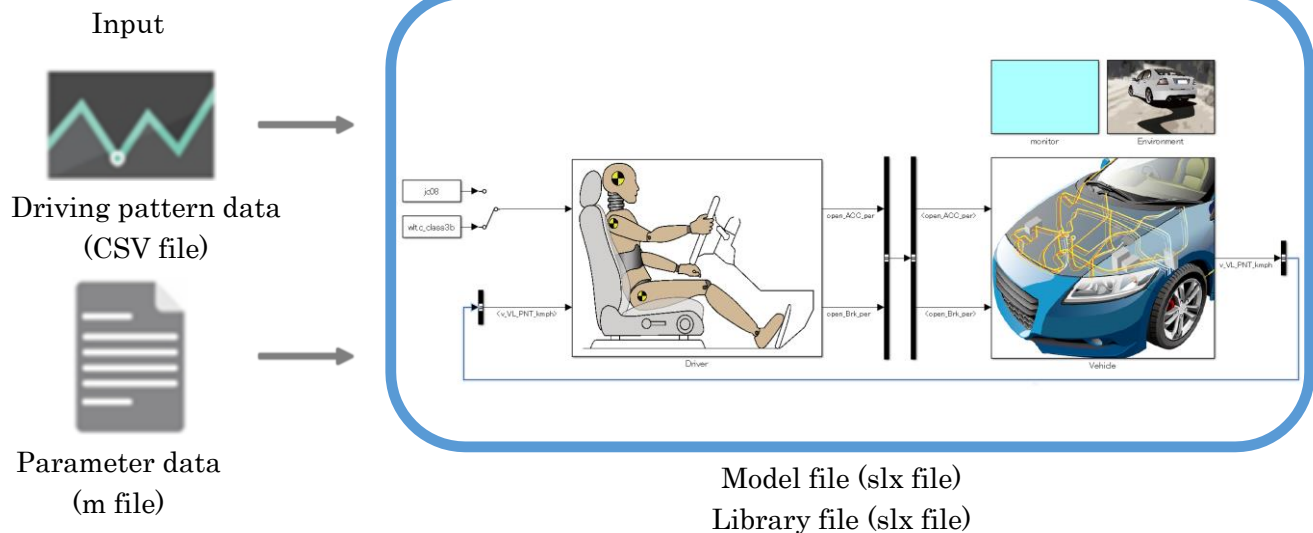 Input
Driving pattern data
(CSV file)
Parameter data
(m file)
monitor
Environment
jc08
wltc_class3b
<v_VL_PNT_kmph>
Driver
open_ACC_per
open_Brk_per
<open_ACC_per>
<open_Brk_per>
Vehicle
v_VL_PNT_kmph
Model file (slx file)
Library file (slx file)